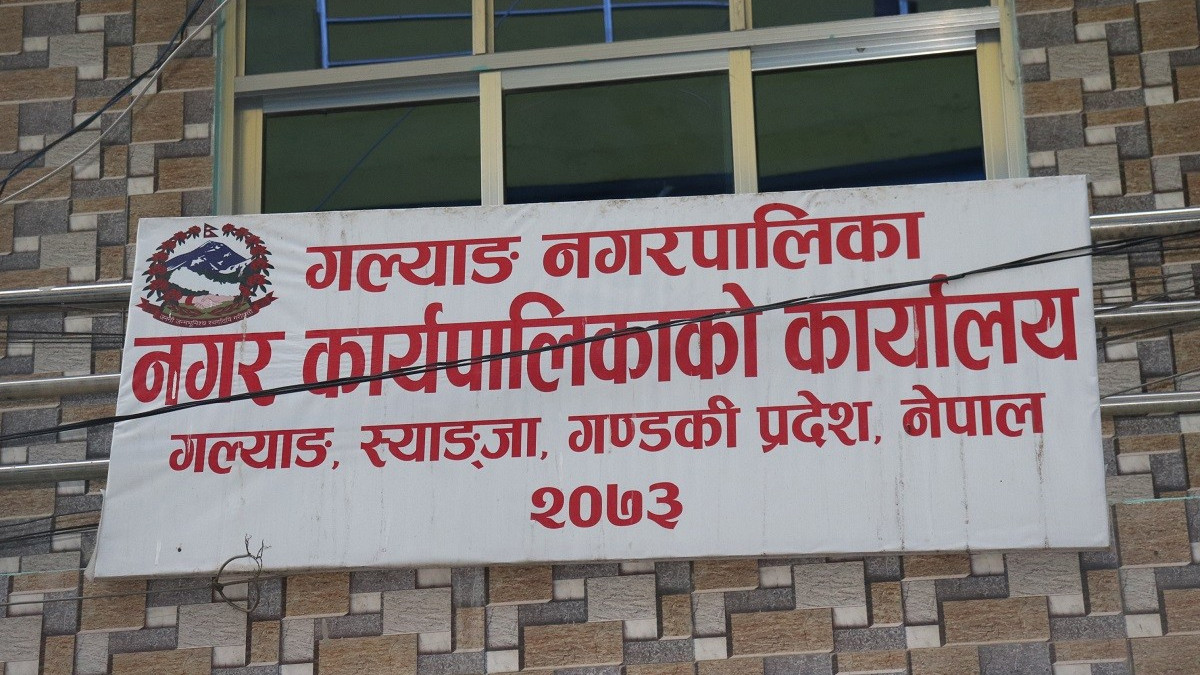 गल्याङ नगरपालिका
नगर कार्यपालिकाको कार्यालय
गल्याङ, स्याङ्‌जा, गण्डकी प्रदेश, नेपाल
२०७३